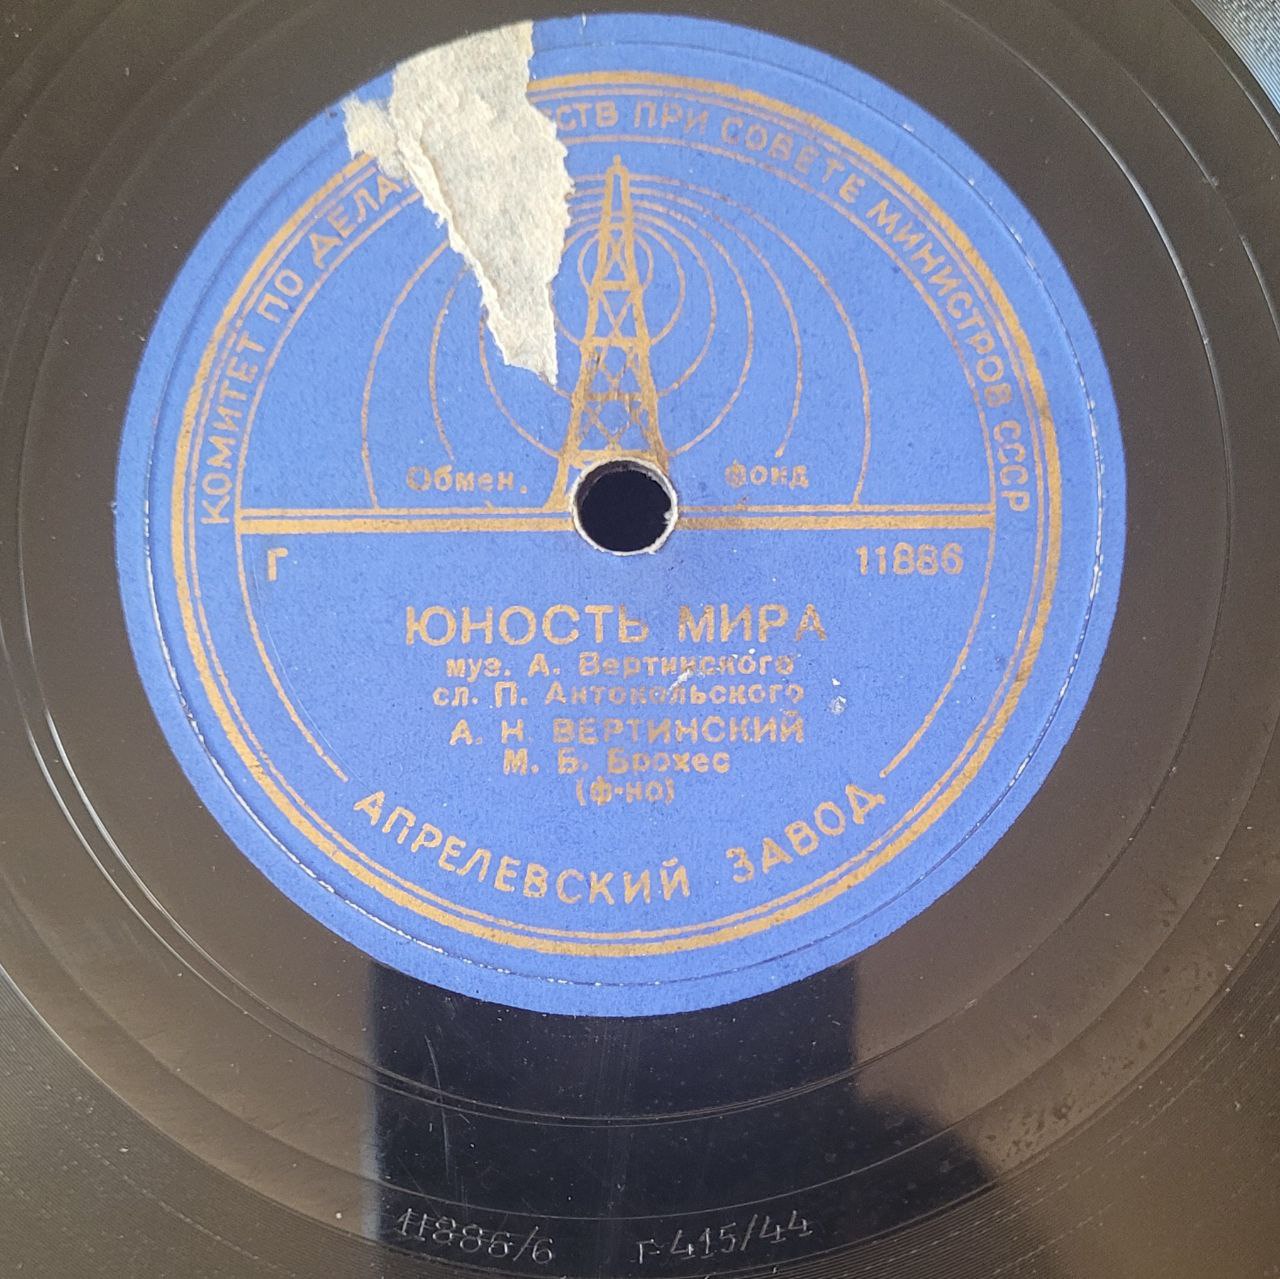 КОМИТЕТ ПО ДЕЛА ПРИ СОВЕТЕ МИНИСТРОВ СССР
Обмен. фонд
Г 11886
ЮНОСТЬ МИРА
муз. А. Вертинского
сл. П. Антокольского
А. Н. ВЕРТИНСКИЙ
М. Б. Брохес
(ф-но)
АПРЕЛЕВСКИЙ ЗАВОД
11886/6 Г-415/44